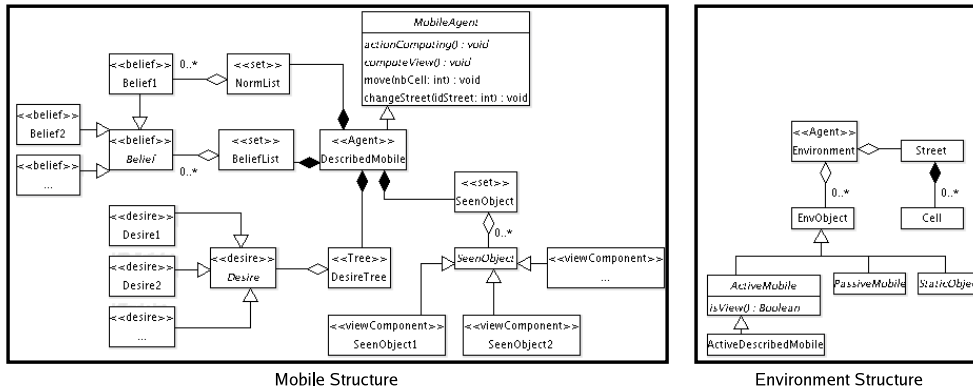 MobileAgent
actionComputing() : void
computeView() : void
move(nbCell: int) : void
changeStreet(idStreet: int) : void
<<belief>>
Belief1
0..*
<<set>>
NormList
<<belief>>
Belief2
<<belief>>
...
<<belief>>
Belief
0..*
<<set>>
BeliefList
<<Agent>>
DescribedMobile
<<set>>
SeenObject
0..*
<<desire>>
Desire1
<<desire>>
Desire2
<<desire>>
...
<<desire>>
Desire
<<Tree>>
DesireTree
SeenObject
<<viewComponent>>
...
<<viewComponent>>
SeenObject1
<<viewComponent>>
SeenObject2
Mobile Structure
<<Agent>>
Environment
Street
0..*
0..*
EnvObject
Cell
ActiveMobile
isView() : Boolean
PassiveMobile
StaticObje
ActiveDescribedMobile
Environment Structure